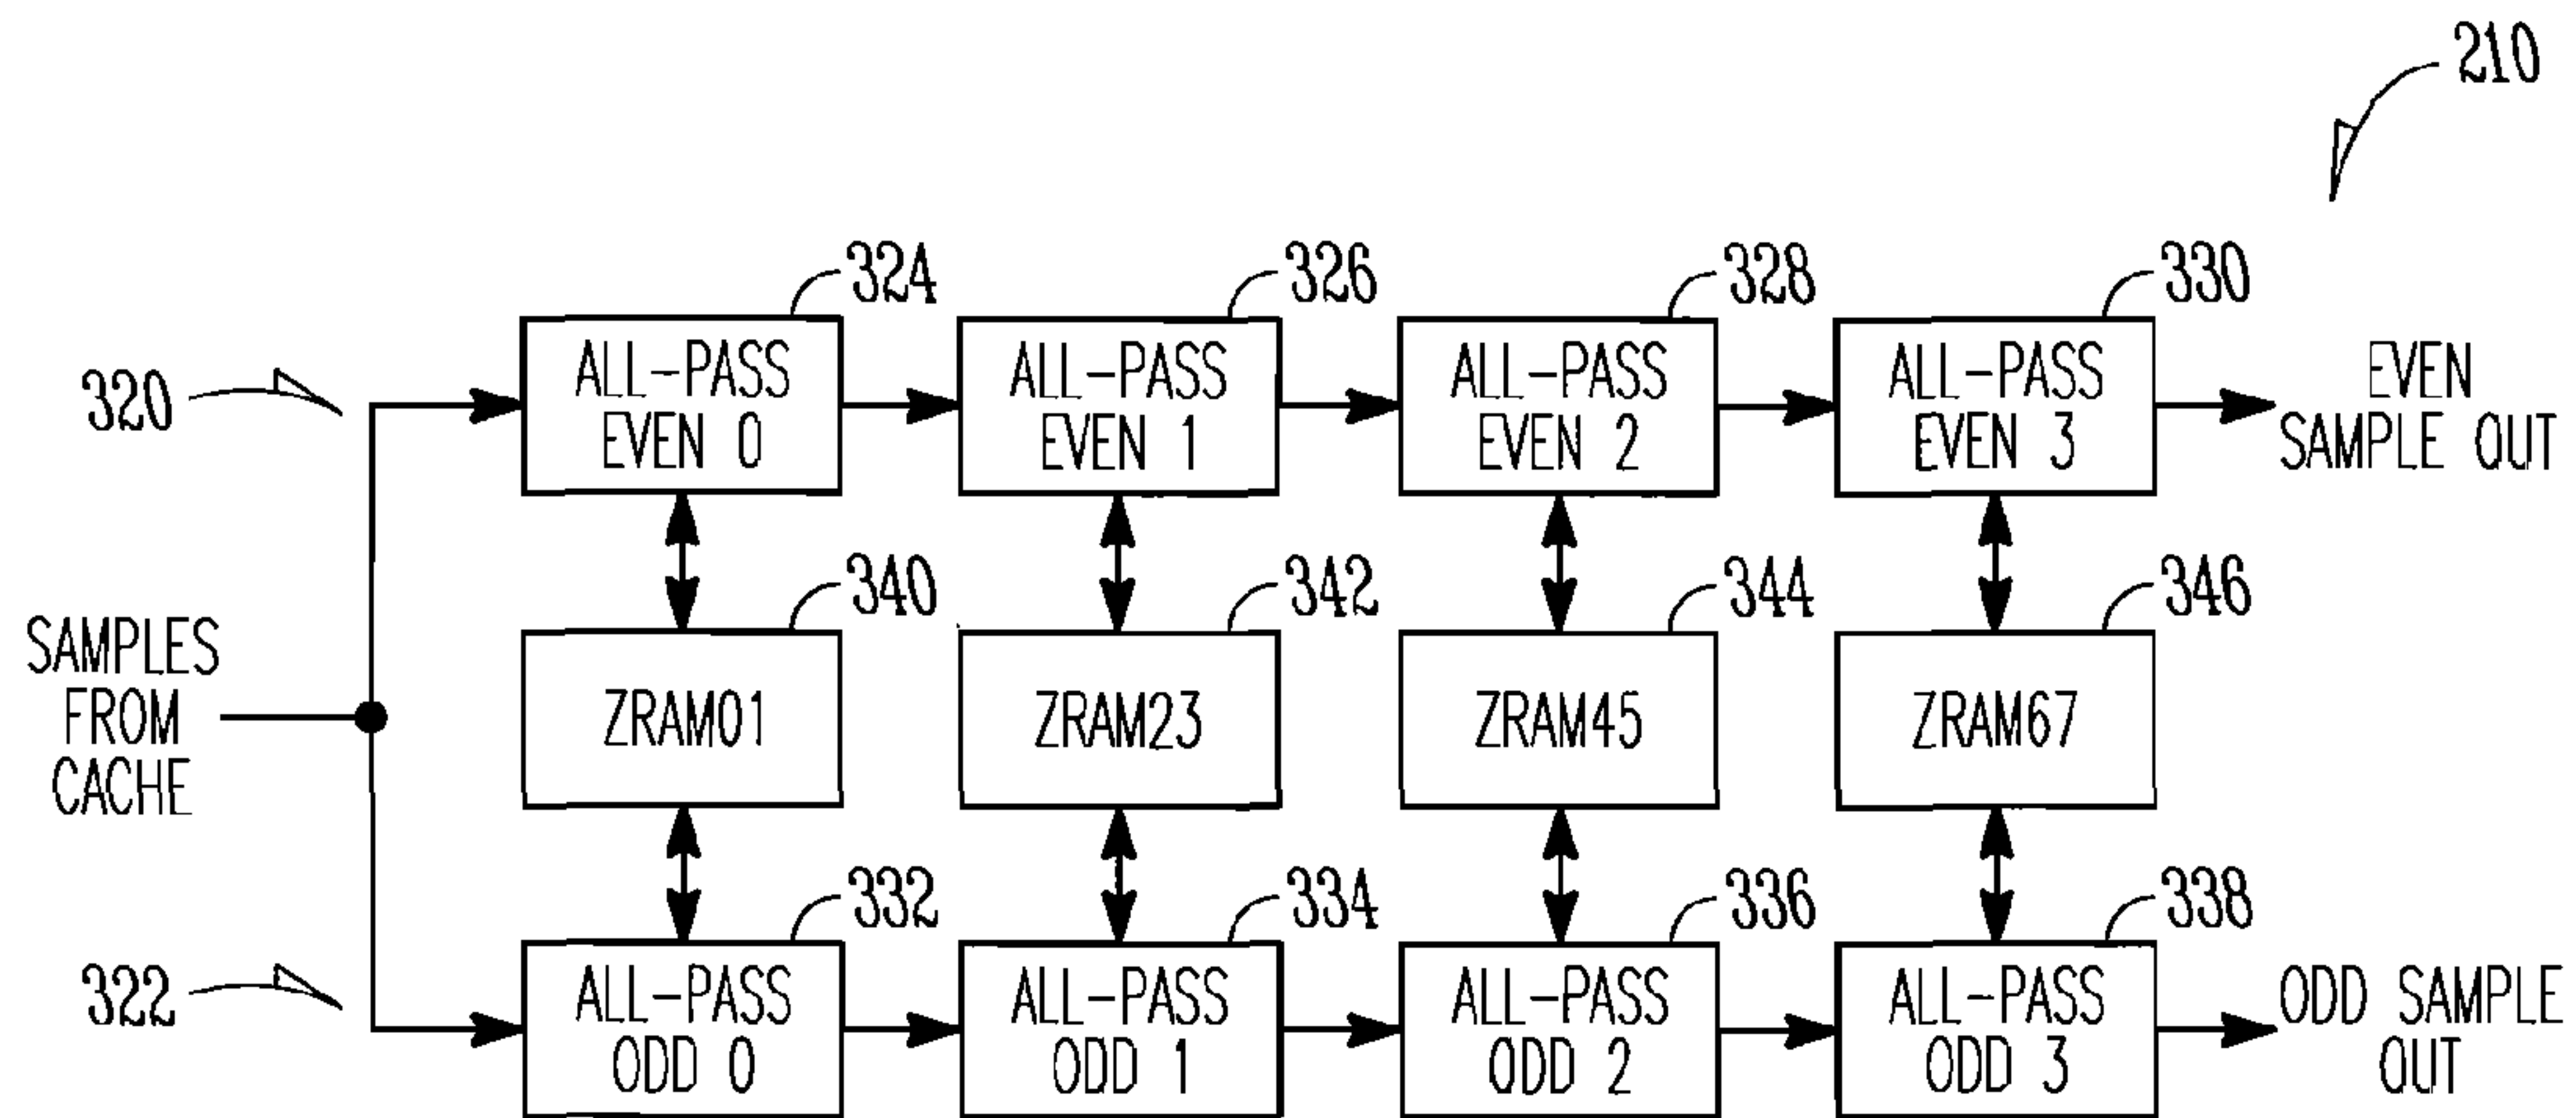 210
324
326
328
330
320
ALL-PASS
EVEN 0
ALL-PASS
EVEN 1
ALL-PASS
EVEN 2
ALL-PASS
EVEN 3
EVEN
SAMPLE OUT
340
342
344
346
SAMPLES
FROM
CACHE
ZRAM01
ZRAM23
ZRAM45
ZRAM67
332
334
336
338
322
ALL-PASS
ODD 0
ALL-PASS
ODD 1
ALL-PASS
ODD 2
ALL-PASS
ODD 3
ODD SAMPLE
OUT